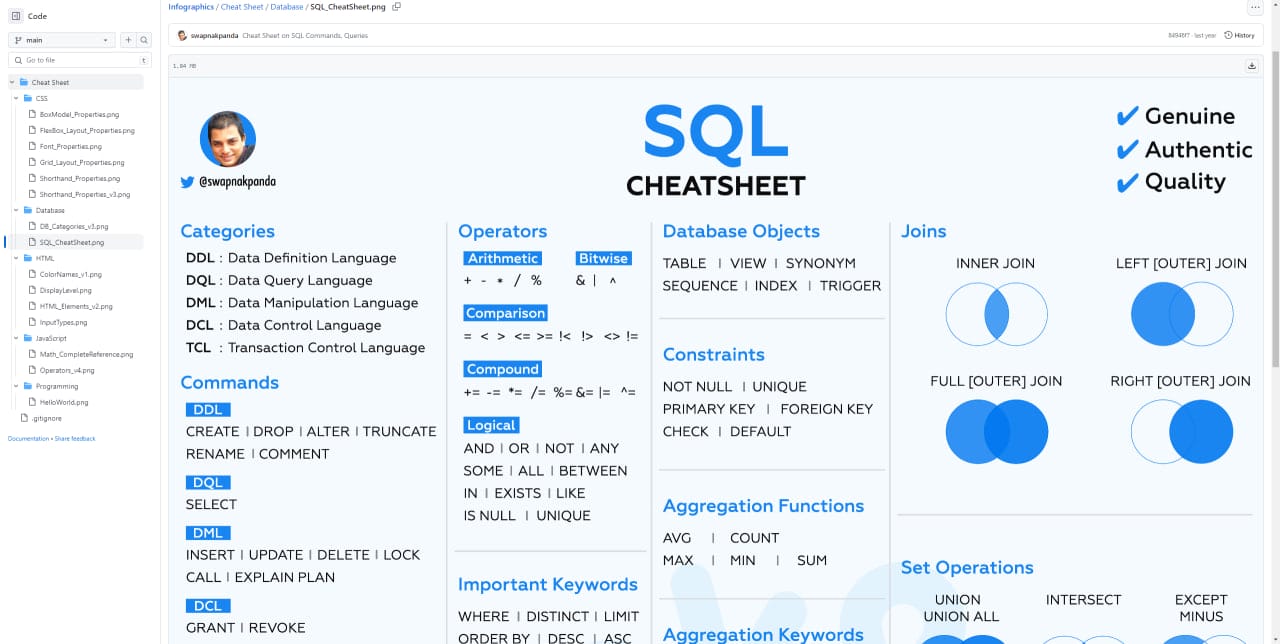 Code
Infographics / Cheat Sheet / Database / SQL_CheatSheet.png
main
Go to file
t
swapnakpanda Cheat Sheet on SQL Commands, Queries
last year
History
1.04 MB
Cheat Sheet
CSS
BoxModel_Properties.png
FlexBox_Layout_Properties.png
Font_Properties.png
Grid_Layout_Properties.png
Shorthand_Properties.png
Shorthand_Properties_v3.png
Database
DB_Categories_v3.png
SQL_CheatSheet.png
HTML
ColorNames_v1.png
DisplayLevel.png
HTML_Elements_v2.png
InputTypes.png
JavaScript
Math_CompleteReference.png
Operators_v4.png
Programming
HelloWorld.png
.gitignore
Documentation • Share feedback
@swapnakpanda
SQL
CHEATSHEET
✔ Genuine
✔ Authentic
✔ Quality
Categories
DDL : Data Definition Language
DQL : Data Query Language
DML : Data Manipulation Language
DCL : Data Control Language
TCL : Transaction Control Language
Commands
DDL
CREATE | DROP | ALTER | TRUNCATE
RENAME | COMMENT
DQL
SELECT
DML
INSERT | UPDATE | DELETE | LOCK
CALL | EXPLAIN PLAN
DCL
GRANT | REVOKE
Operators
Arithmetic Bitwise
+ - * / % & | ^
Comparison
= < > <= >= !< !> <> !=
Compound
+= -= *= /= %= &= |= ^=
Logical
AND | OR | NOT | ANY
SOME | ALL | BETWEEN
IN | EXISTS | LIKE
IS NULL | UNIQUE
Important Keywords
WHERE | DISTINCT | LIMIT
ORDER BY | DESC | ASC
Database Objects
TABLE | VIEW | SYNONYM
SEQUENCE | INDEX | TRIGGER
Constraints
NOT NULL | UNIQUE
PRIMARY KEY | FOREIGN KEY
CHECK | DEFAULT
Aggregation Functions
AVG | COUNT
MAX | MIN | SUM
Aggregation Keywords
Joins
INNER JOIN LEFT [OUTER] JOIN
FULL [OUTER] JOIN RIGHT [OUTER] JOIN
Set Operations
UNION INTERSECT EXCEPT
UNION ALL MINUS